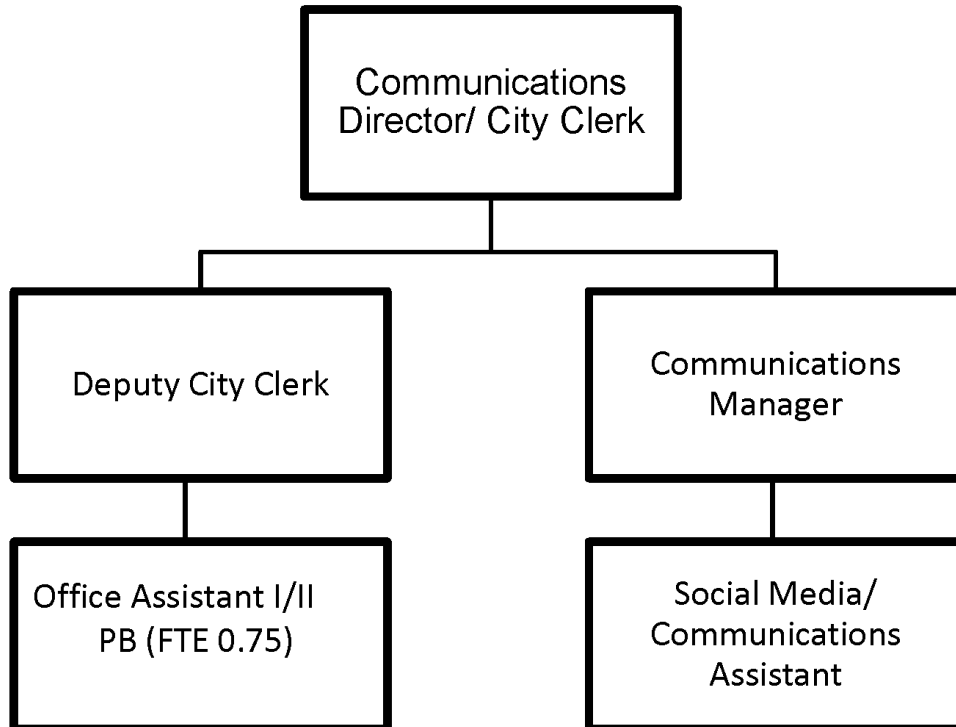 Communications
Director/ City Clerk
Deputy City Clerk
Communications
Manager
Office Assistant I/II
PB (FTE 0.75)
Social Media/
Communications
Assistant